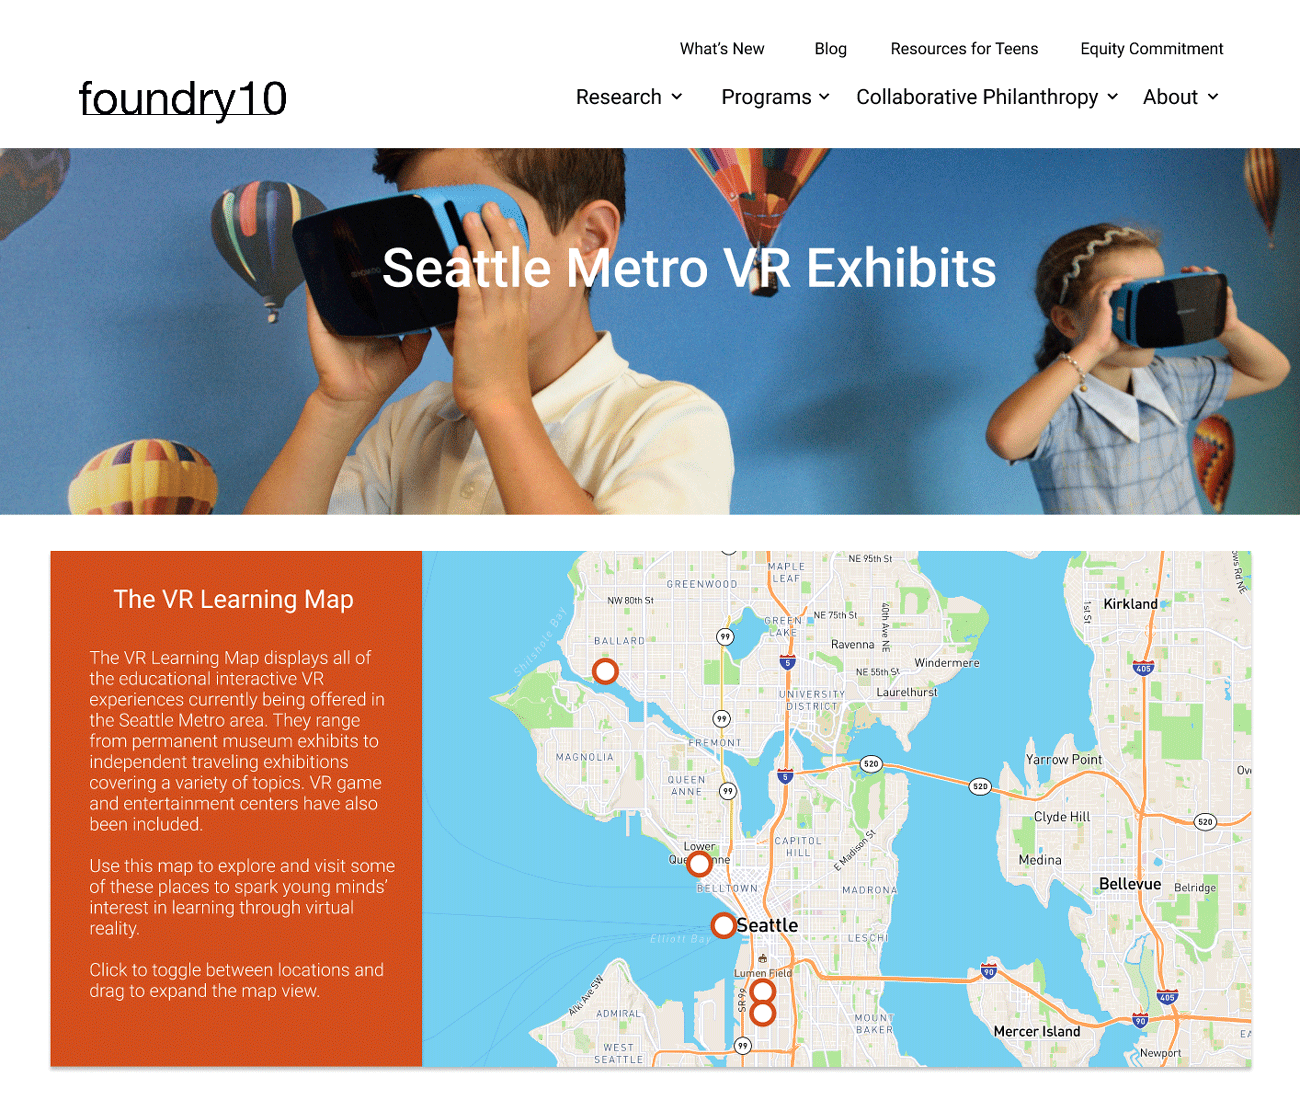 What's New Blog Resources for Teens Equity Commitment
foundry10
Research Programs Collaborative Philanthropy About
Seattle Metro VR Exhibits
The VR Learning Map
The VR Learning Map displays all of
the educational interactive VR
experiences currently being offered in
the Seattle Metro area. They range
from permanent museum exhibits to
independent traveling exhibitions
covering a variety of topics. VR game
and entertainment centers have also
been included.
Use this map to explore and visit some
of these places to spark young minds'
interest in learning through virtual
reality.
Click to toggle between locations and
drag to expand the map view.
NE 95th St
MAPLE
LEAF
GREENWOOD
NW 80th St
NE 75th St
40th Ave NE
1st St
Kirkland
GREEN
LAKE
99
BALLARD
Shilshole Bay
Ravenna
5
Windermere
405
NE 55th St
Laurelhurst
UNIVERSITY
DISTRICT
99
FREMONT
MAGNOLIA
520
Yarrow Point
5
QUEEN
ANNE
99
520
Clyde Hill
520
CAPITOL
HILL
E Madison St
Lower
Medina
BELLTOWN
MADRONA
Bellevue
Belridge
Seattle
Elliott Bay
LESCHI
Lumen Field
90
Alki Ave SW
SR 99
405
ADMIRAL
MOUNT
BAKER
90
Mercer Island
99
WEST
SEATTLE
Newport